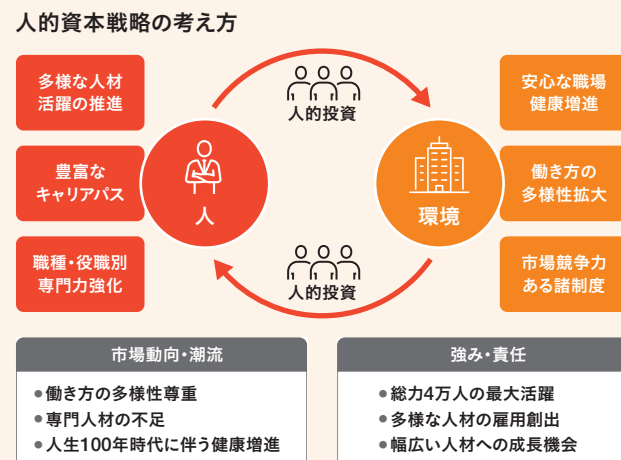 人的資本戦略の考え方
多様な人材
活躍の推進
豊富な
キャリアパス
職種・役職別
専門力強化
人的投資
人
環境
人的投資
安心な職場
健康増進
働き方の
多様性拡大
市場競争力
ある諸制度
市場動向・潮流
●働き方の多様性尊重
●専門人材の不足
●人生100年時代に伴う健康増進
強み・責任
●総力4万人の最大活躍
●多様な人材の雇用創出
●幅広い人材への成長機会